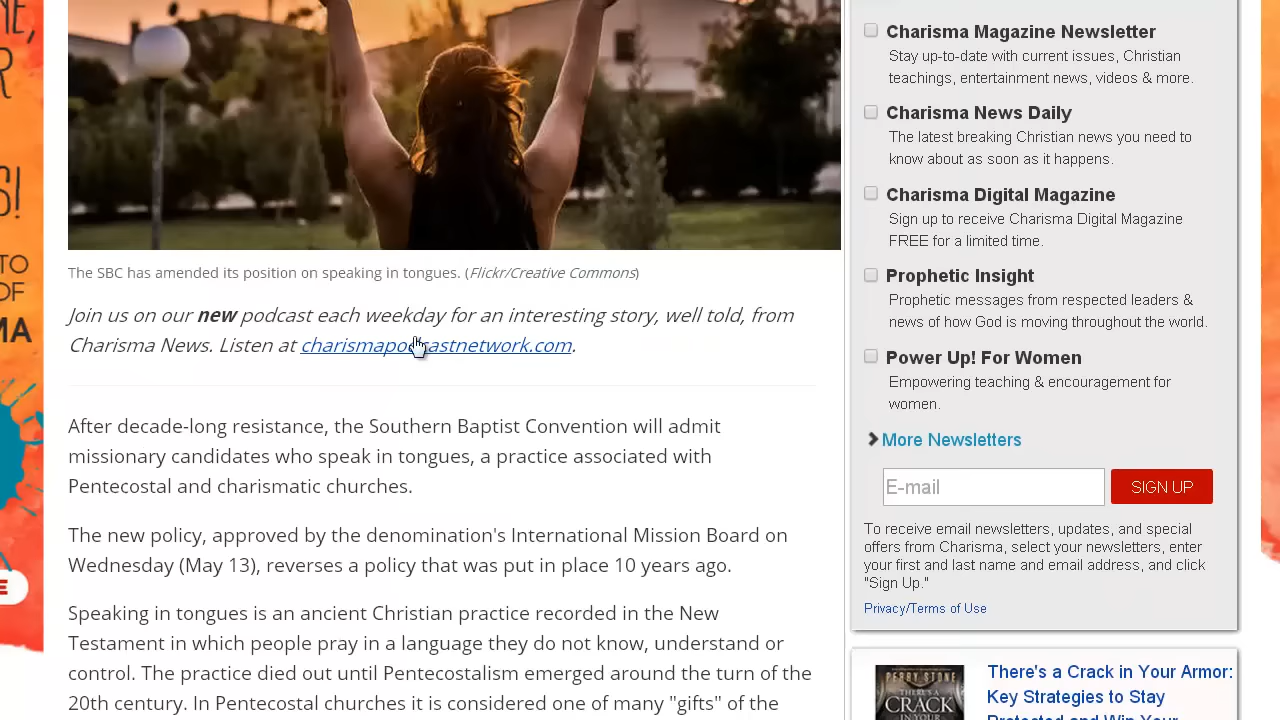 The SBC has amended its position on speaking in tongues. (Flickr/Creative Commons)
Join us on our new podcast each weekday for an interesting story, well told, from
Charisma News. Listen at charismapodcastnetwork.com.
After decade-long resistance, the Southern Baptist Convention will admit
missionary candidates who speak in tongues, a practice associated with
Pentecostal and charismatic churches.
The new policy, approved by the denomination's International Mission Board on
Wednesday (May 13), reverses a policy that was put in place 10 years ago.
Speaking in tongues is an ancient Christian practice recorded in the New
Testament in which people pray in a language they do not know, understand or
control. The practice died out until Pentecostalism emerged around the turn of the
20th century. In Pentecostal churches it is considered one of many "gifts" of the
Charisma Magazine Newsletter
Stay up-to-date with current issues, Christian
teachings, entertainment news, videos & more.
Charisma News Daily
The latest breaking Christian news you need to
know about as soon as it happens.
Charisma Digital Magazine
Sign up to receive Charisma Digital Magazine
FREE for a limited time.
Prophetic Insight
Prophetic messages from respected leaders &
news of how God is moving throughout the world.
Power Up! For Women
Empowering teaching & encouragement for
women.
More Newsletters
E-mail
SIGN UP
To receive email newsletters, updates, and special
offers from Charisma, select your newsletters, enter
your first and last name and email address, and click
"Sign Up."
Privacy/Terms of Use
PERRY STONE
THERE'S A
CRACK
IN YOUR
There's a Crack in Your Armor:
Key Strategies to Stay
Protected and Win Your